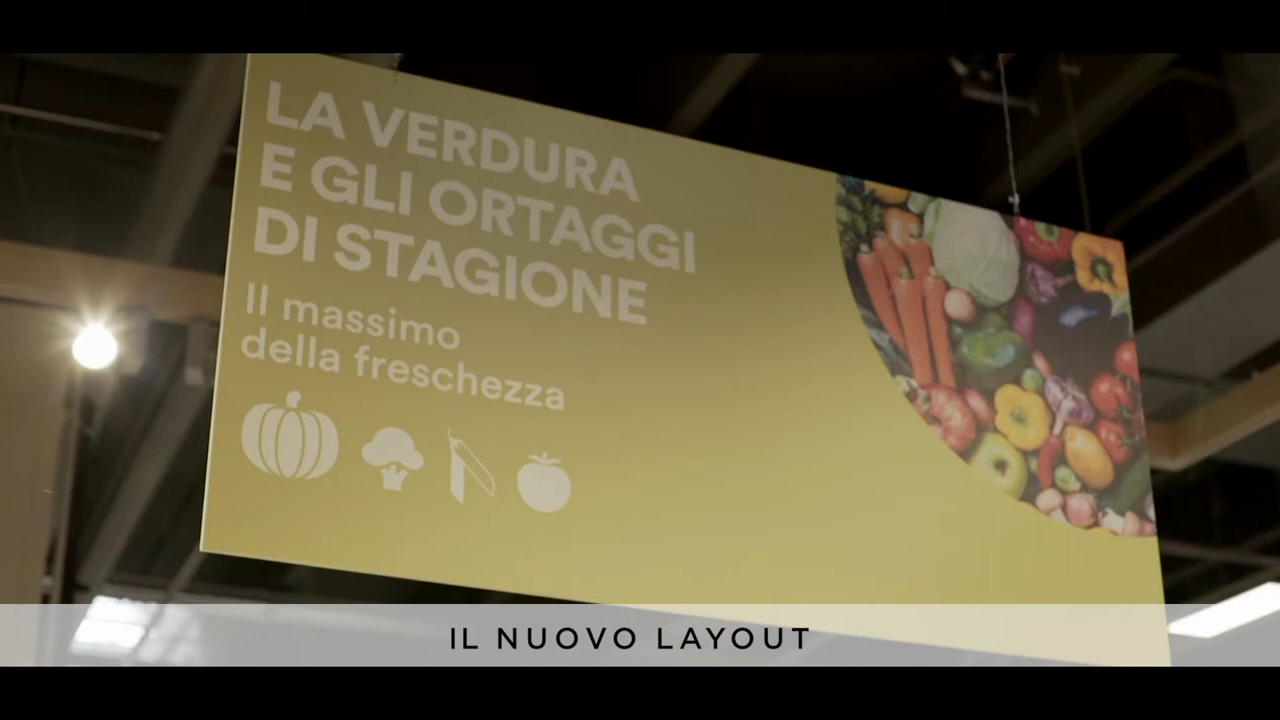 LA VERDURA
E GLI ORTAGGI
DI STAGIONE
Il massimo
della freschezza
IL NUOVO LAYOUT